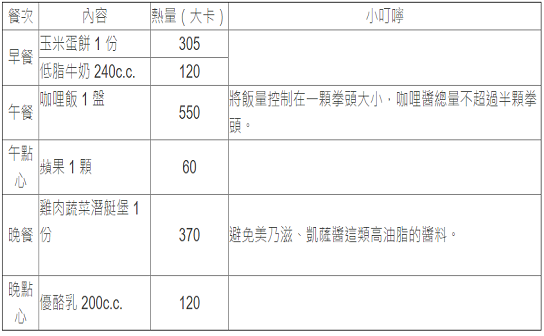 餐次 內容 熱量（大卡） 小叮嚀
早餐 玉米蛋餅 1 份 305
低脂牛奶 240c.c. 120
午餐 咖哩飯 1 盤 550 將飯量控制在一顆拳頭大小，咖哩醬總量不超過半顆拳
頭。
午點
心 蘋果 1 顆 60
晚餐 雞肉蔬菜潛艇堡 1
份 370 避免美乃滋、凱薩醬這類高油脂的醬料。
晚點
心 優酪乳 200c.c. 120